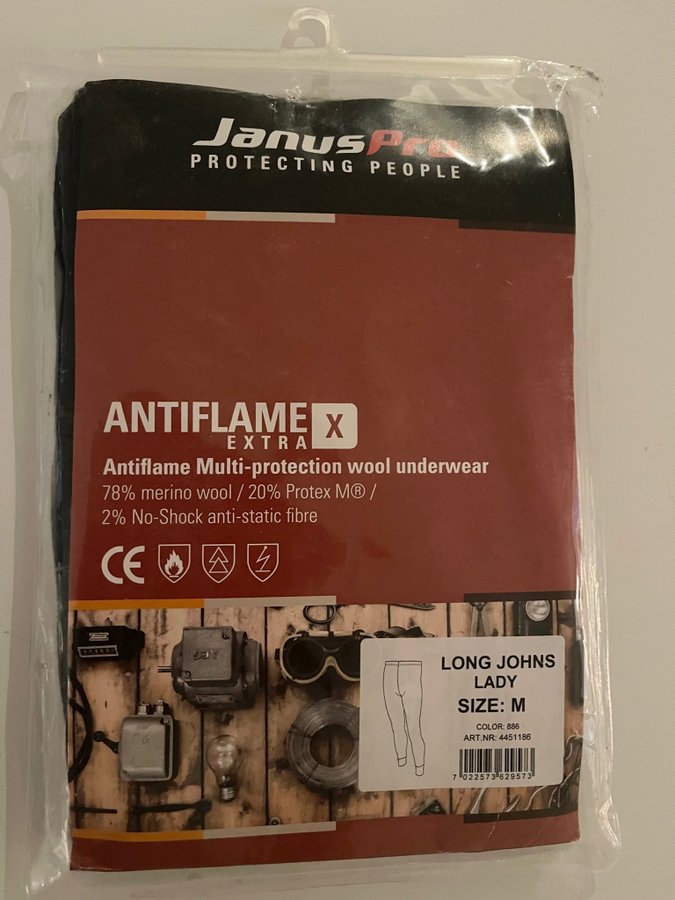 JanusPro
PROTECTING PEOPLE
ANTIFLAME X
EXTRA
Antiflame Multi-protection wool underwear
78% merino wool / 20% Protex M® /
2% No-Shock anti-static fibre
CE
AEG
LONG JOHNS
LADY
SIZE: M
COLOR: 886
ART.NR: 4451186
7 022573 629573